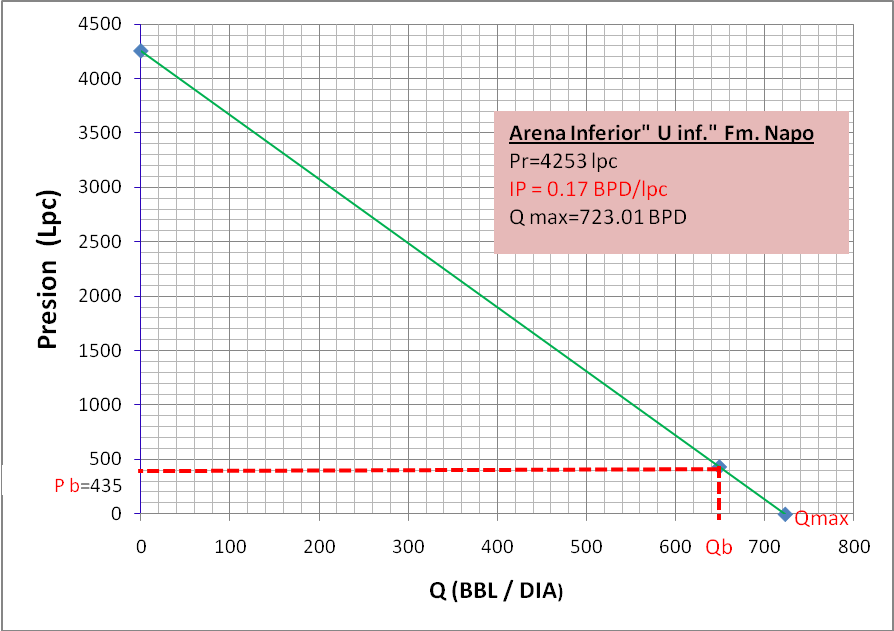 4500
4000
3500
3000
2500
2000
1500
1000
500
0
Presion (Lpc)
Arena Inferior" U inf." Fm. Napo
Pr=4253 lpc
IP = 0.17 BPD/lpc
Q max=723.01 BPD
P b=435
Qmax
Qb
0 100 200 300 400 500 600 700 800
Q (BBL / DIA)